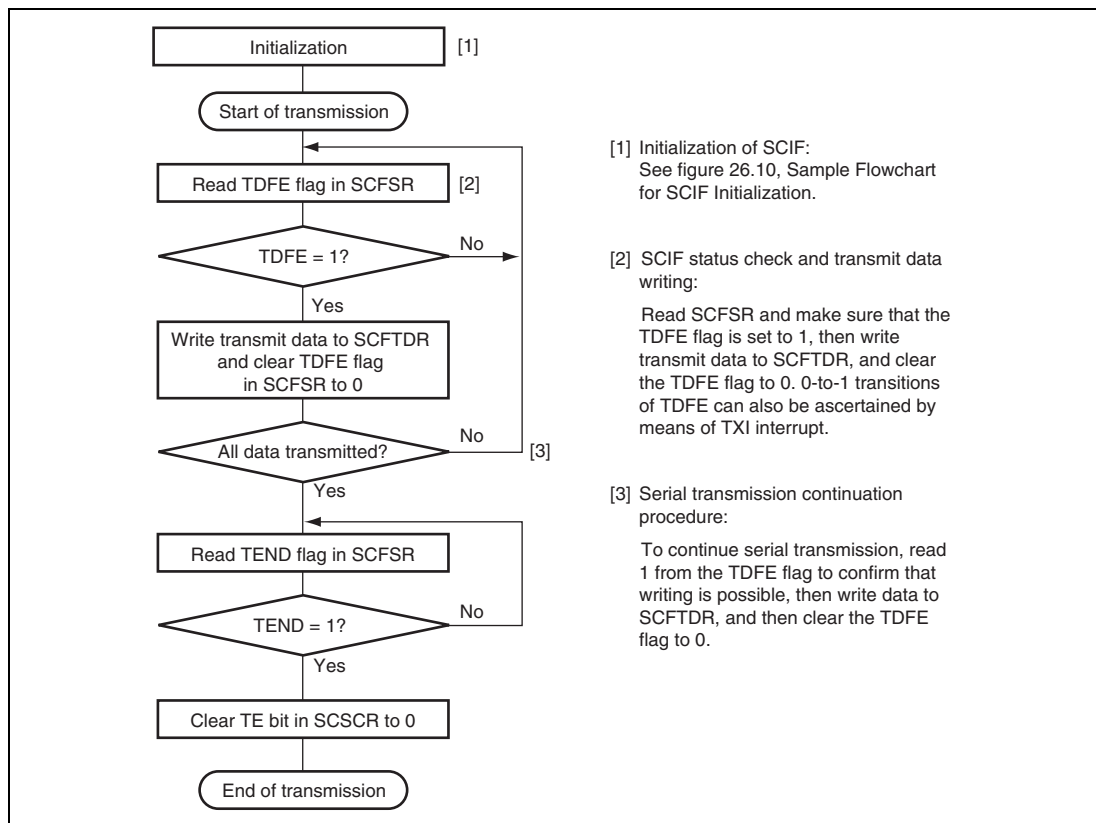 Initialization
[1]
Start of transmission
Read TDFE flag in SCFSR
[2]
TDFE = 1?
No
Yes
Write transmit data to SCFTDR
and clear TDFE flag
in SCFSR to 0
All data transmitted?
No
[3]
Yes
Read TEND flag in SCFSR
TEND = 1?
No
Yes
Clear TE bit in SCSCR to 0
End of transmission
[1] Initialization of SCIF:
See figure 26.10, Sample Flowchart
for SCIF Initialization.
[2] SCIF status check and transmit data
writing:
Read SCFSR and make sure that the
TDFE flag is set to 1, then write
transmit data to SCFTDR, and clear
the TDFE flag to 0. 0-to-1 transitions
of TDFE can also be ascertained by
means of TXI interrupt.
[3] Serial transmission continuation
procedure:
To continue serial transmission, read
1 from the TDFE flag to confirm that
writing is possible, then write data to
SCFTDR, and then clear the TDFE
flag to 0.